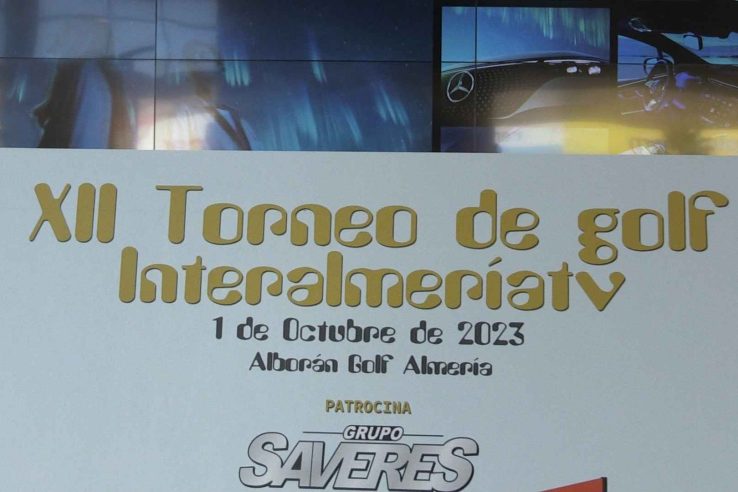 XII Torneo de golf
Interalmeríatv
1 de Octubre de 2023
Alborán Golf Almería
PATROCINA
GRUPO
SAVERES